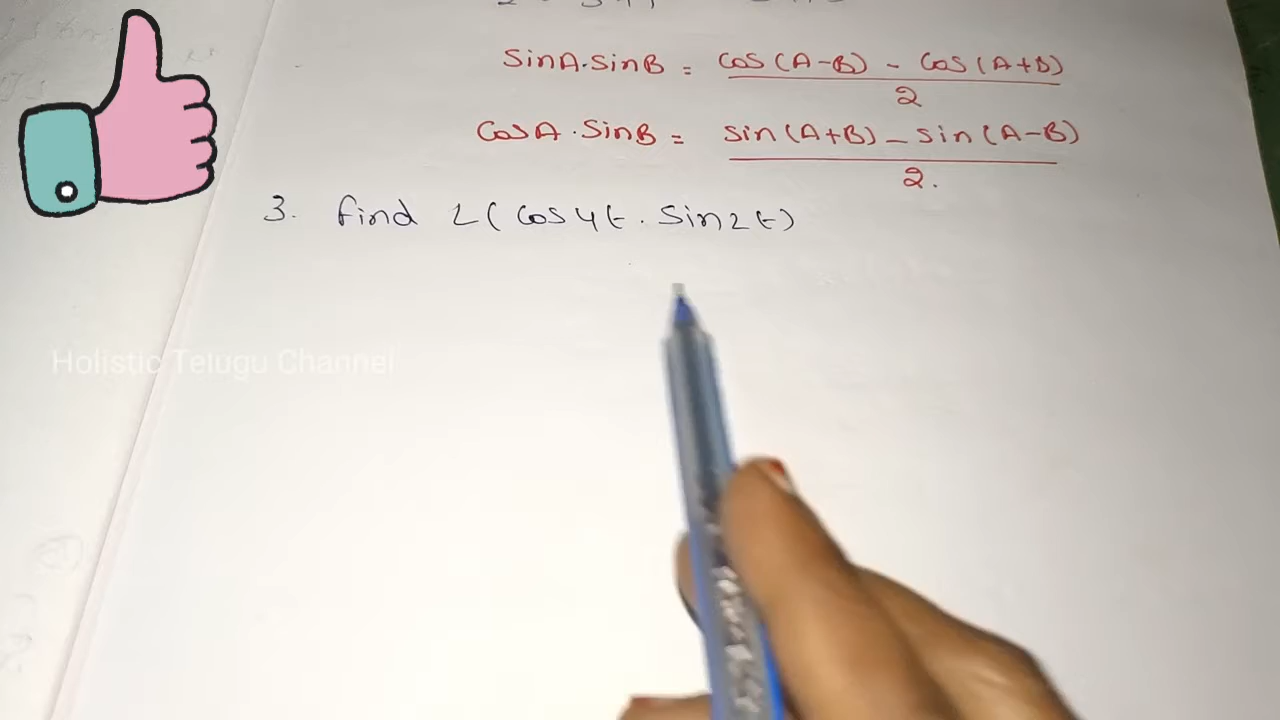 SinA.SinB = Cos(A-B) - Cos(A+B)
2
CosA.SinB = Sin(A+B) - Sin(A-B)
2.
3. find L(Cos4t. Sin2t)
Holistic Telugu Channel